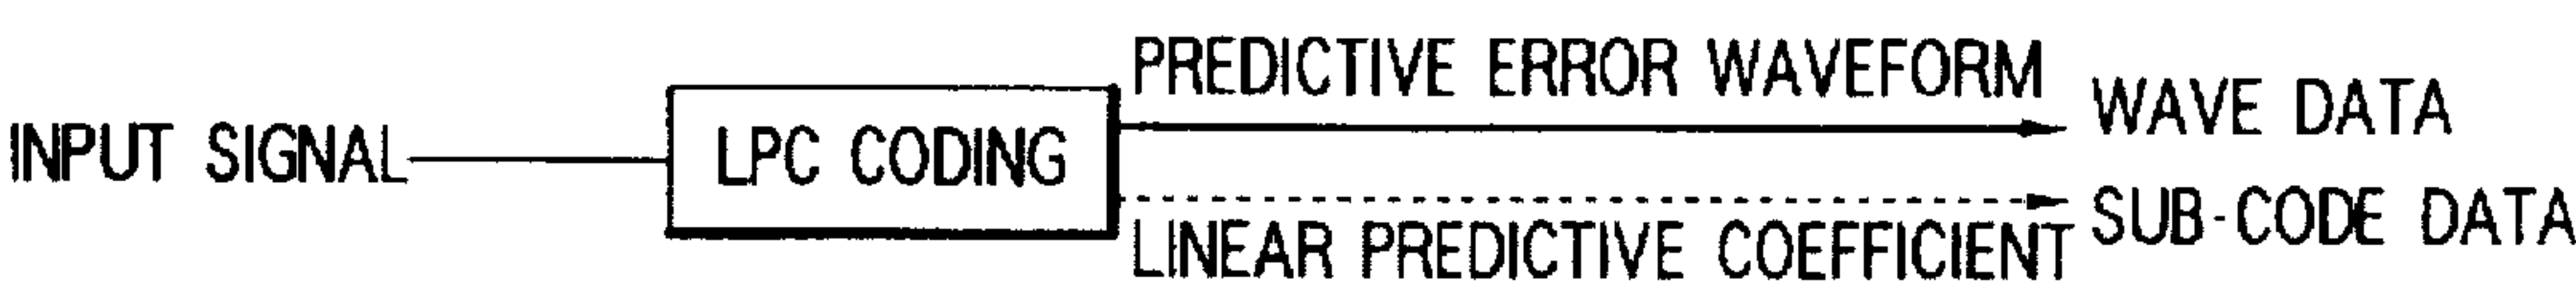 INPUT SIGNAL
LPC CODING
PREDICTIVE ERROR WAVEFORM
WAVE DATA
LINEAR PREDICTIVE COEFFICIENT
SUB-CODE DATA